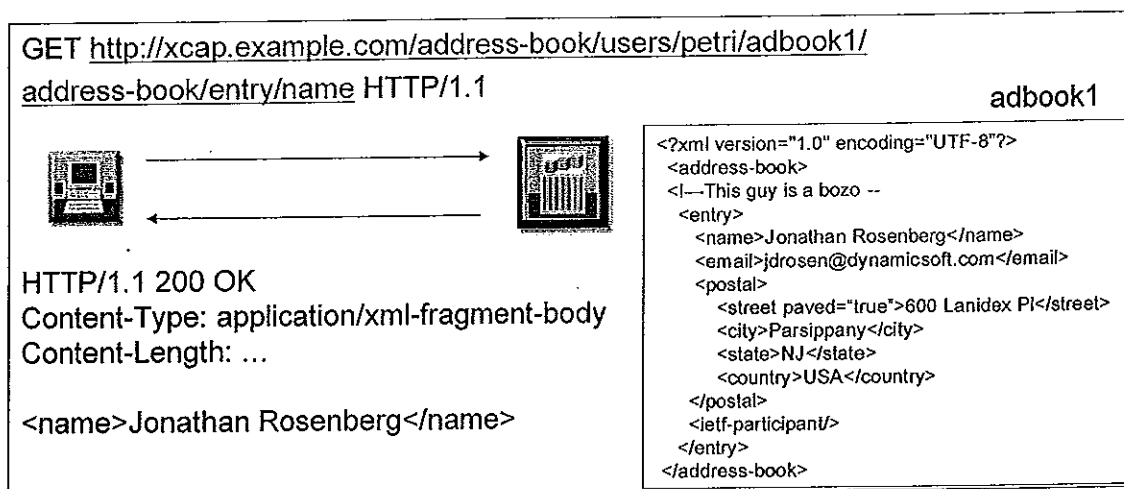 GET http://xcap.example.com/address-book/users/petri/adbook1/
address-book/entry/name HTTP/1.1
HTTP/1.1 200 OK
Content-Type: application/xml-fragment-body
Content-Length: ...
<name>Jonathan Rosenberg</name>
adbook1
<?xml version="1.0" encoding="UTF-8"?>
<address-book>
<!—This guy is a bozo --
<entry>
<name>Jonathan Rosenberg</name>
<email>jdrosen@dynamicsoft.com</email>
<postal>
<street paved="true">600 Lanidex Pl</street>
<city>Parsippany</city>
<state>NJ</state>
<country>USA</country>
</postal>
<ietf-participant/>
</entry>
</address-book>